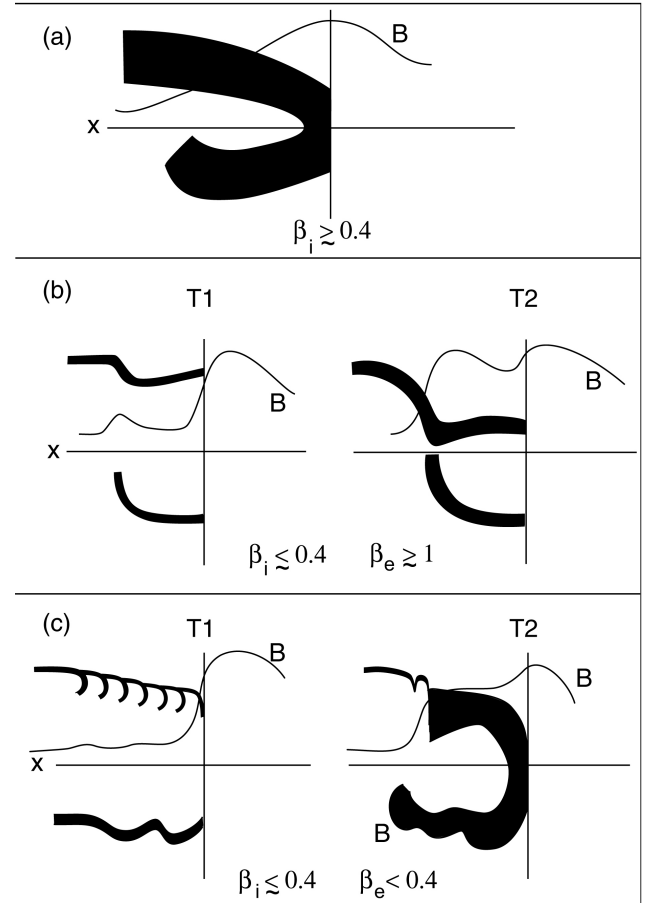 (a)
B
x
βi ≳ 0.4
(b)
T1 T2
B B
x
βi ≲ 0.4 βe ≳ 1
(c)
T1 T2
B B
x
B
βi ≲ 0.4 βe < 0.4